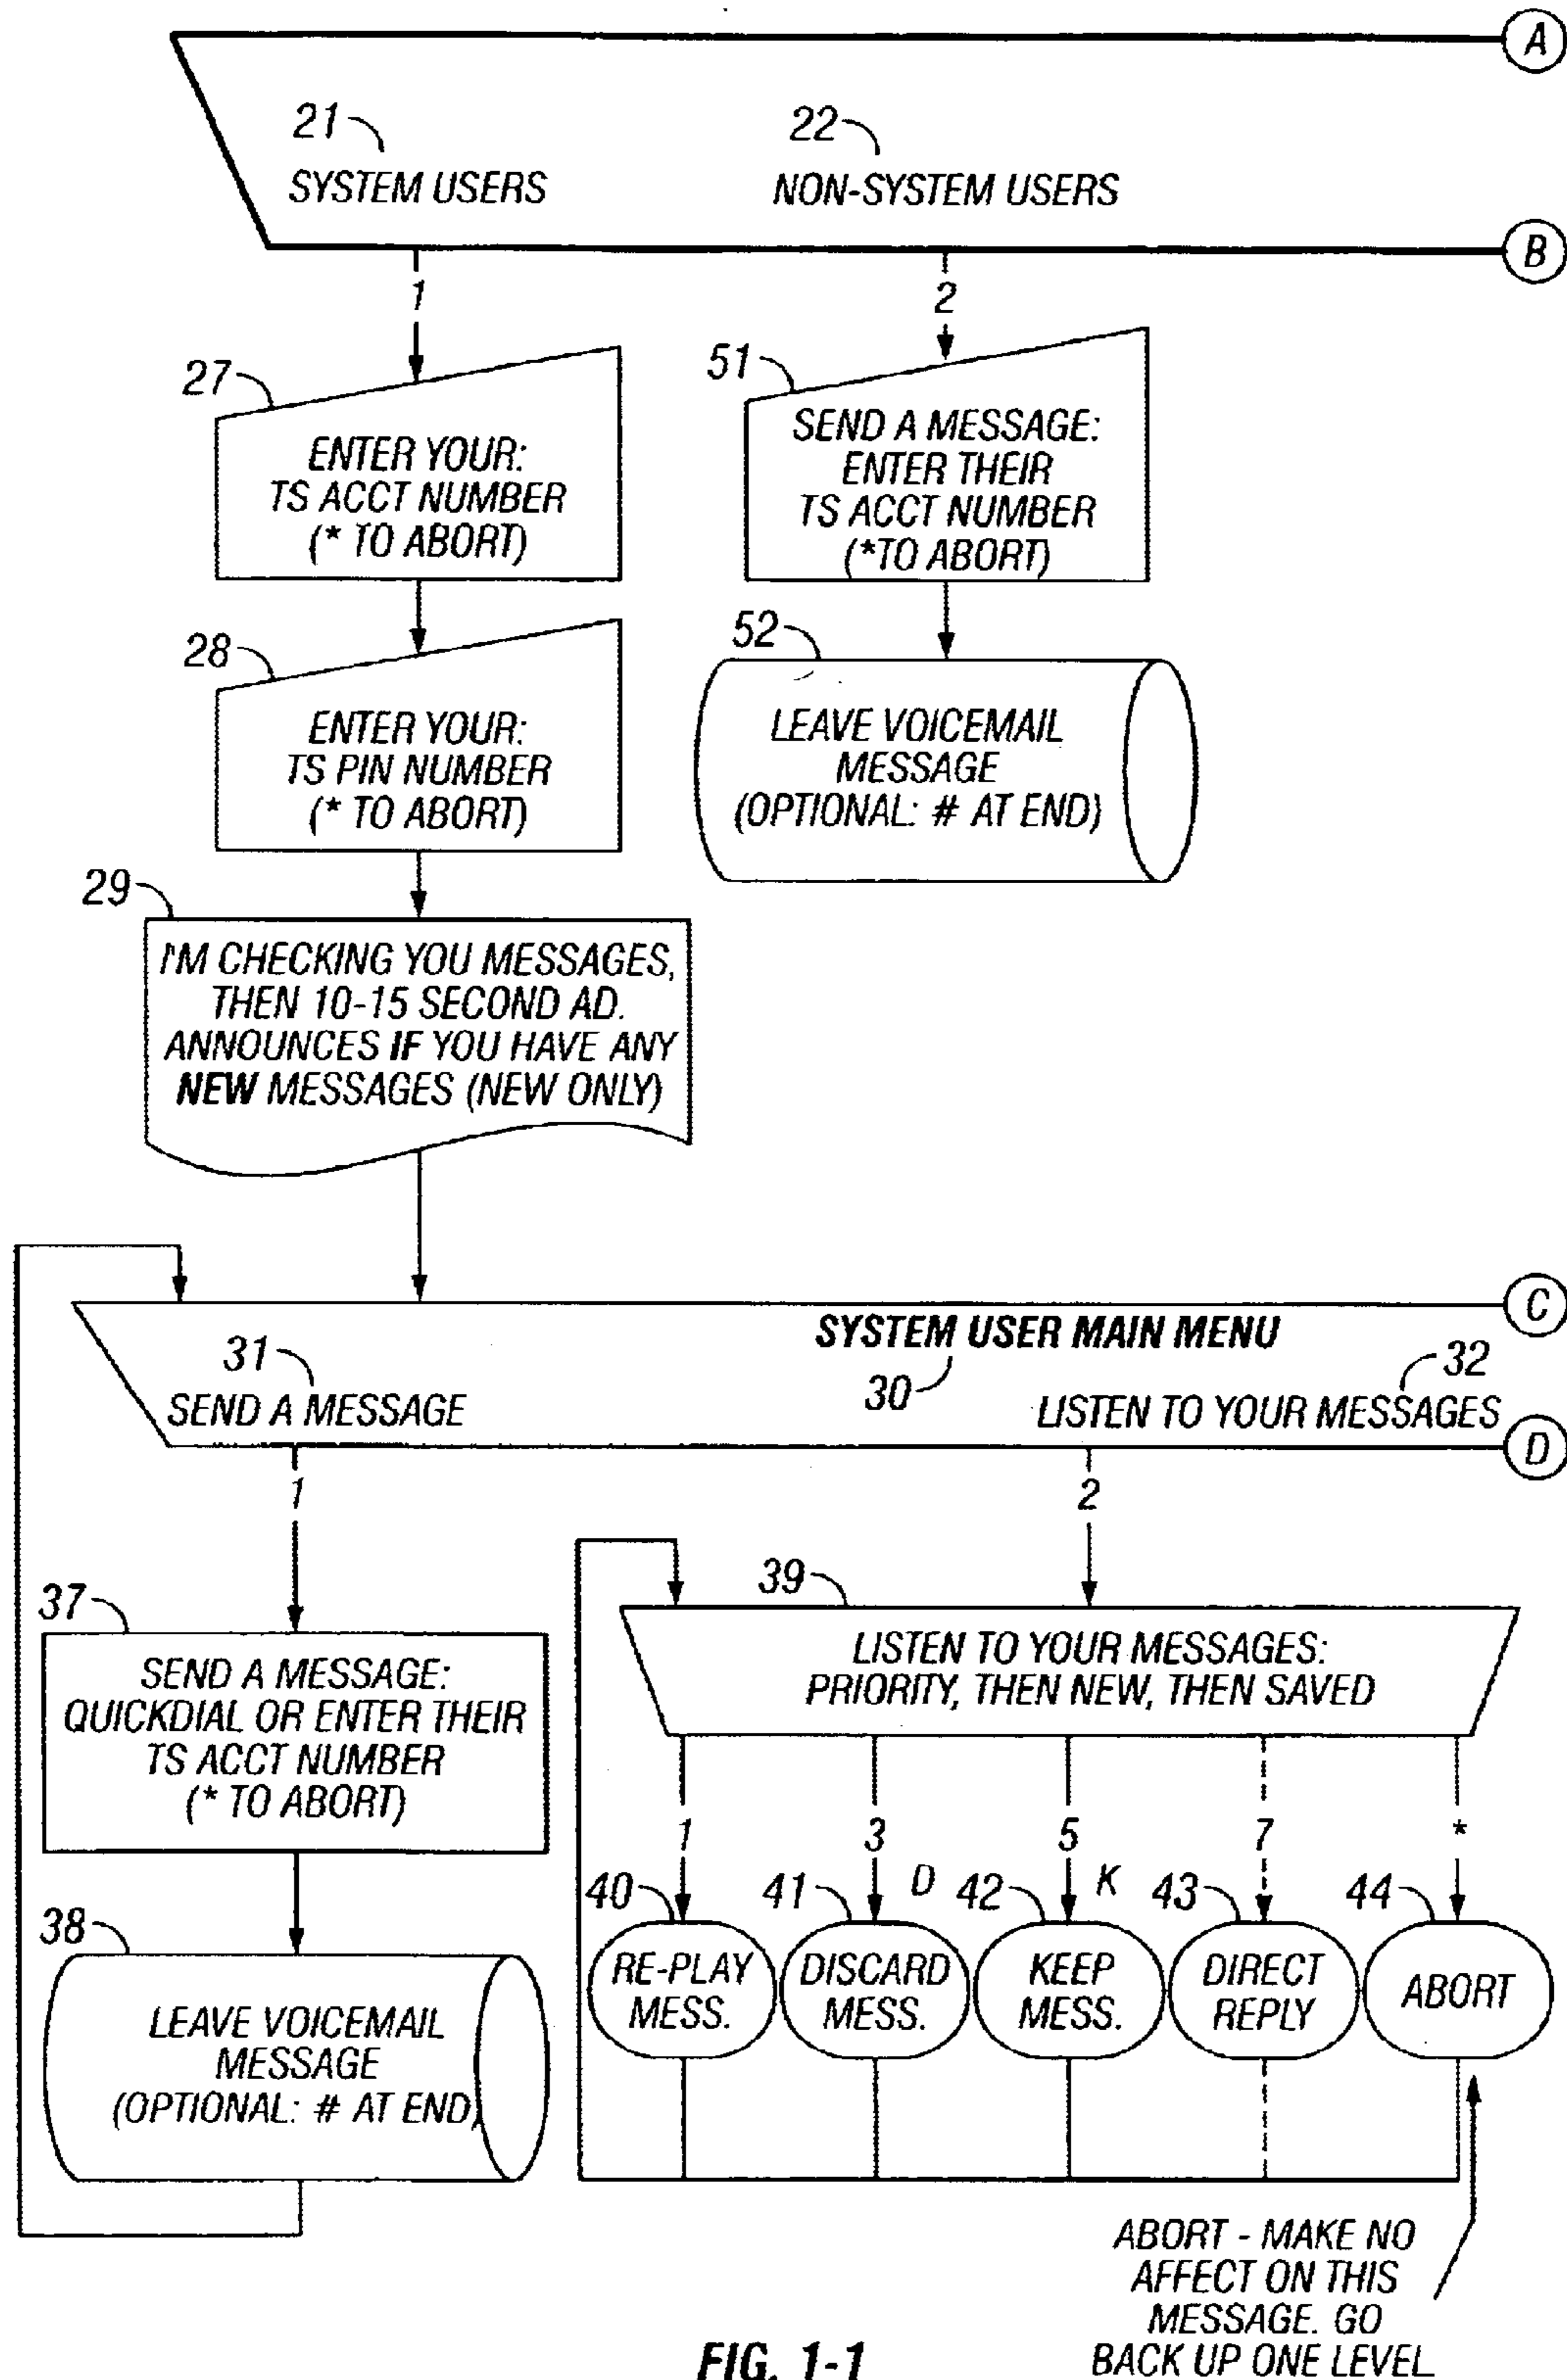 A
21
22
SYSTEM USERS
NON-SYSTEM USERS
B
1
2
27
ENTER YOUR:
TS ACCT NUMBER
(* TO ABORT)
51
SEND A MESSAGE:
ENTER THEIR
TS ACCT NUMBER
(*TO ABORT)
28
ENTER YOUR:
TS PIN NUMBER
(* TO ABORT)
52
LEAVE VOICEMAIL
MESSAGE
(OPTIONAL: # AT END)
29
I'M CHECKING YOU MESSAGES,
THEN 10-15 SECOND AD.
ANNOUNCES IF YOU HAVE ANY
NEW MESSAGES (NEW ONLY)
C
SYSTEM USER MAIN MENU
30
31
SEND A MESSAGE
32
LISTEN TO YOUR MESSAGES
D
1
2
37
SEND A MESSAGE:
QUICKDIAL OR ENTER THEIR
TS ACCT NUMBER
(* TO ABORT)
38
LEAVE VOICEMAIL
MESSAGE
(OPTIONAL: # AT END)
39
LISTEN TO YOUR MESSAGES:
PRIORITY, THEN NEW, THEN SAVED
1
3
5
7
*
40
41
D
42
K
43
44
RE-PLAY
MESS.
DISCARD
MESS.
KEEP
MESS.
DIRECT
REPLY
ABORT
ABORT - MAKE NO
AFFECT ON THIS
MESSAGE. GO
BACK UP ONE LEVEL
FIG. 1-1